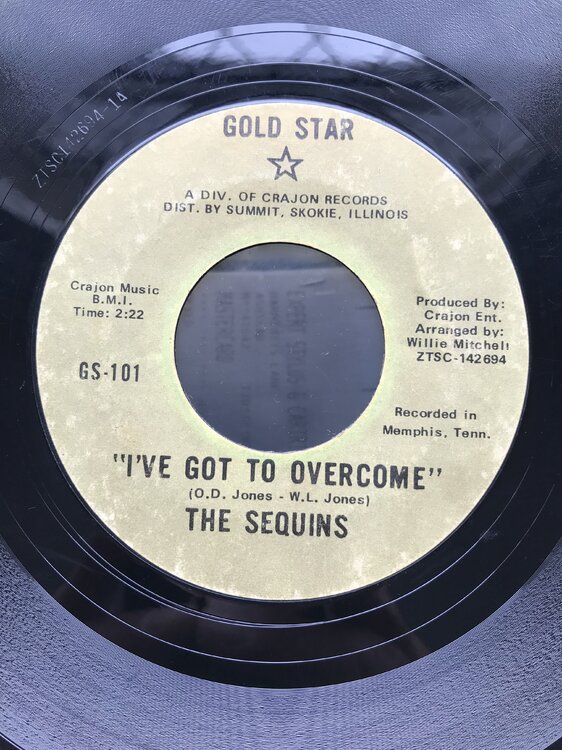 ZTSC142694-1A
GOLD STAR
A DIV. OF CRAJON RECORDS
DIST. BY SUMMIT, SKOKIE, ILLINOIS
Crajon Music
B.M.I.
Time: 2:22
GS-101
Produced By:
Crajon Ent.
Arranged by:
Willie Mitchell
ZTSC-142694
Recorded in
Memphis, Tenn.
"I'VE GOT TO OVERCOME"
(O.D. Jones - W.L. Jones)
THE SEQUINS